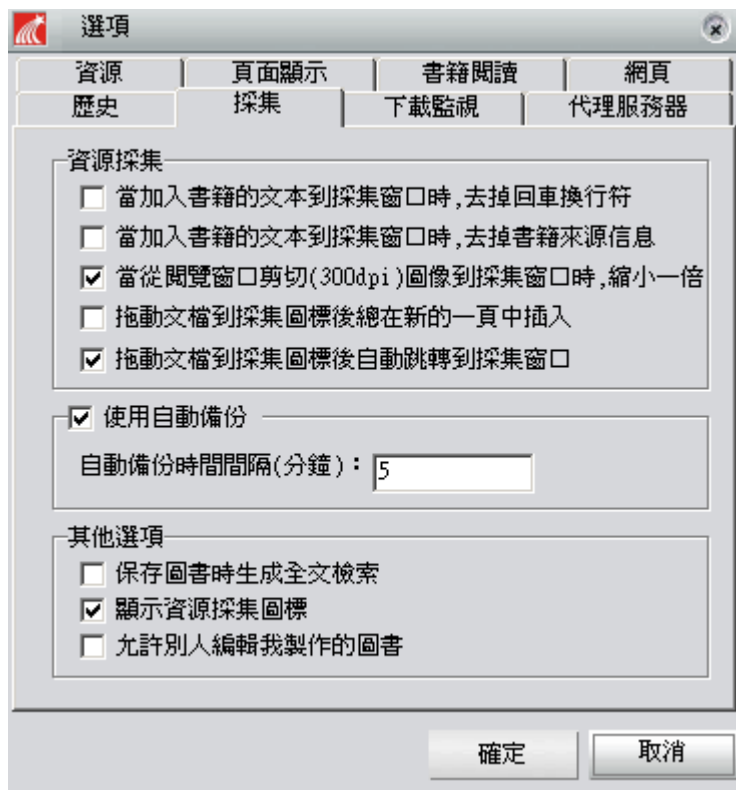 選項
資源 頁面顯示 書籍閱讀 網頁
歷史 採集 下載監視 代理服務器
資源採集
當加入書籍的文本到採集窗口時,去掉回車換行符
當加入書籍的文本到採集窗口時,去掉書籍來源信息
當從閱覽窗口剪切(300dpi)圖像到採集窗口時,縮小一倍
拖動文檔到採集圖標後總在新的一頁中插入
拖動文檔到採集圖標後自動跳轉到採集窗口
使用自動備份
自動備份時間間隔(分鐘)：5
其他選項
保存圖書時生成全文檢索
顯示資源採集圖標
允許別人編輯我製作的圖書
確定 取消